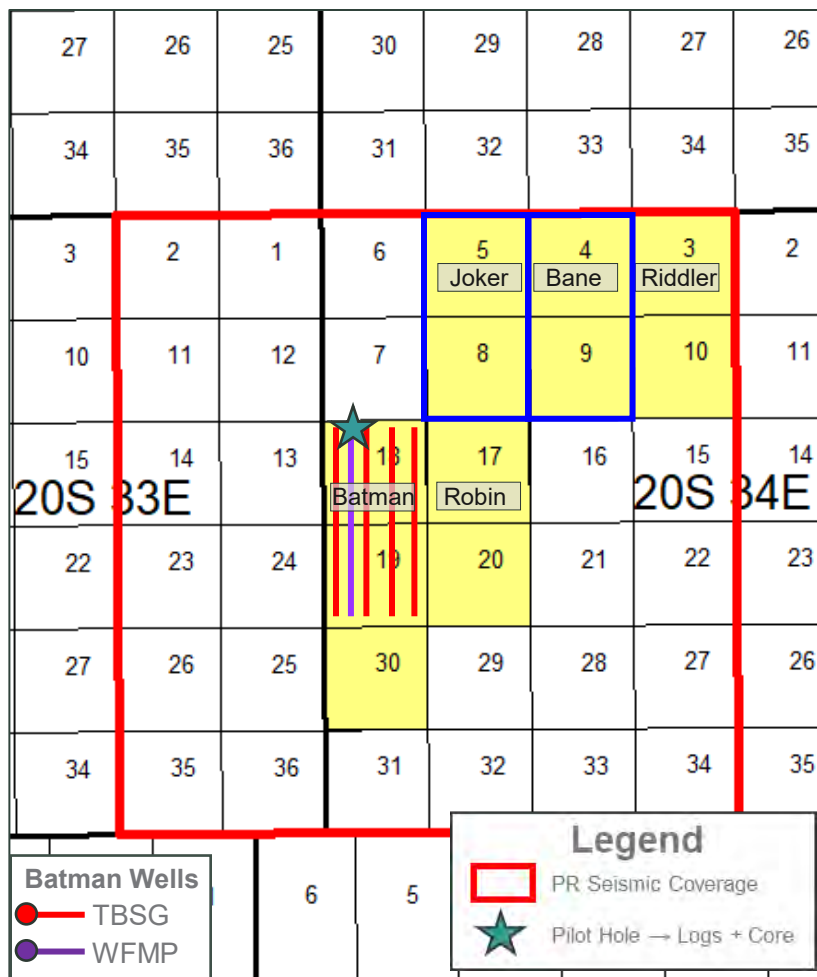 27 26 25 30 29 28 27 26
34 35 36 31 32 33 34 35
3 2 1 6 5 4 3 2
Joker Bane Riddler
10 11 12 7 8 9 10 11
15 14 13 18 17 16 15 14
20S 33E 20S 34E
Batman Robin
22 23 24 19 20 21 22 23
27 26 25 30 29 28 27 26
34 35 36 31 32 33 34 35
6 5
Batman Wells
TBSG
WFMP
Legend
PR Seismic Coverage
Pilot Hole → Logs + Core